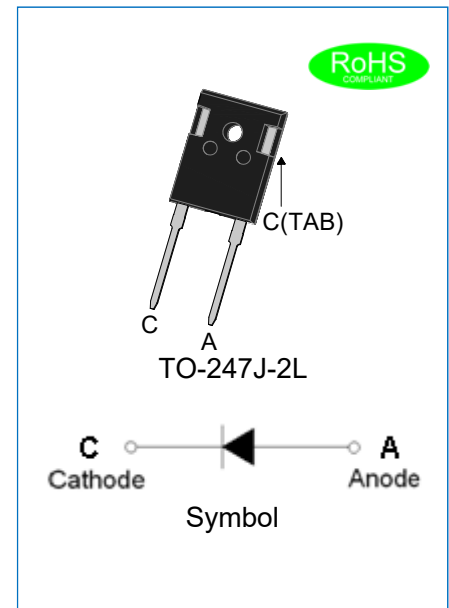 RoHS
COMPLIANT
C(TAB)
C
A
TO-247J-2L
C A
Cathode Anode
Symbol